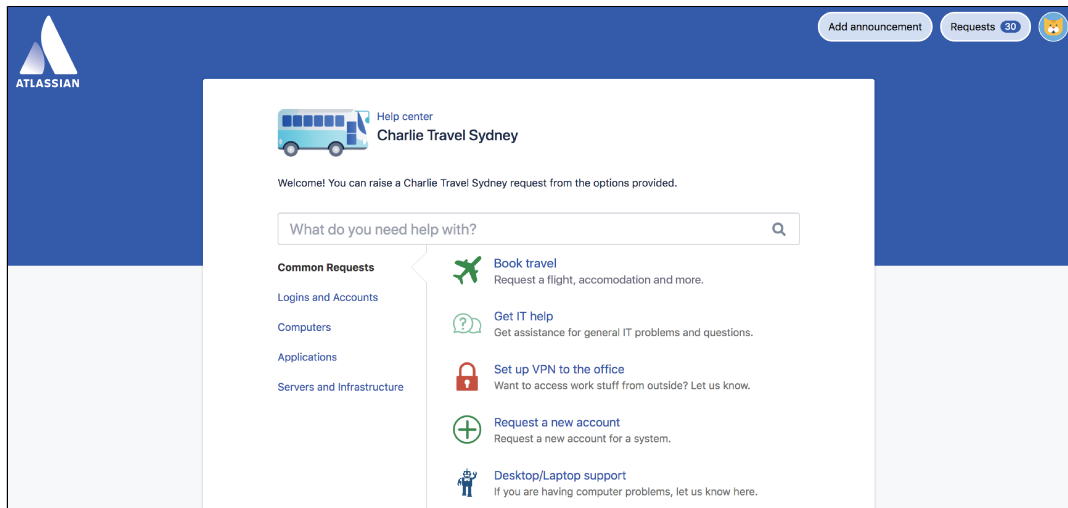 ATLASSIAN
Add announcement
Requests 30
Help center
Charlie Travel Sydney
Welcome! You can raise a Charlie Travel Sydney request from the options provided.
What do you need help with?
Common Requests
Logins and Accounts
Computers
Applications
Servers and Infrastructure
Book travel
Request a flight, accomodation and more.
Get IT help
Get assistance for general IT problems and questions.
Set up VPN to the office
Want to access work stuff from outside? Let us know.
Request a new account
Request a new account for a system.
Desktop/Laptop support
If you are having computer problems, let us know here.